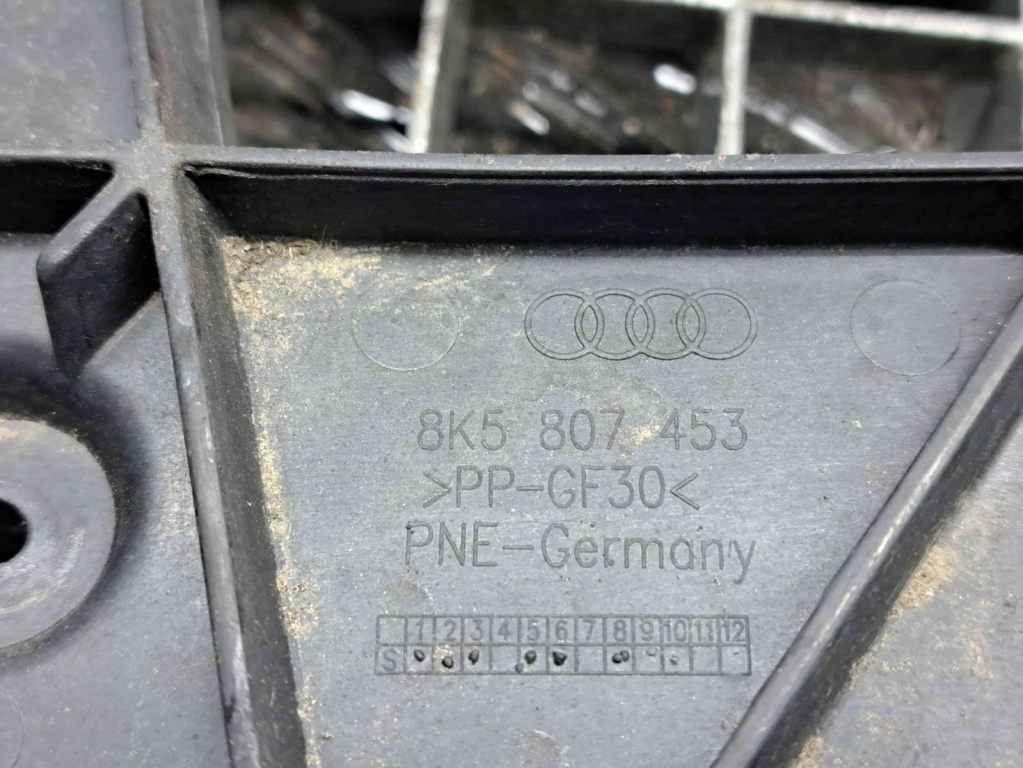 8K5 807 453
>PP-GF30<
PNE-Germany
1 2 3 4 5 6 7 8 9 10 11 12
S